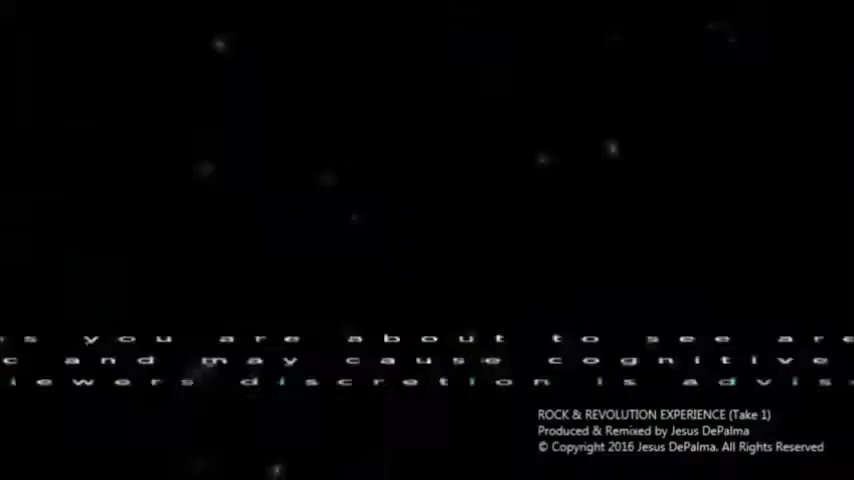 you are about to see are
and may cause cognitive
discretion is
ROCK & REVOLUTION EXPERIENCE (Take 1)
Produced & Remixed by Jesus DePalma
© Copyright 2016 Jesus DePalma. All Rights Reserved